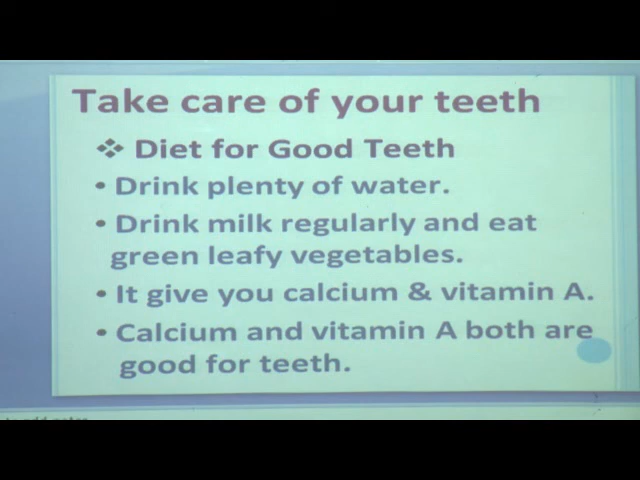 Take care of your teeth
❖ Diet for Good Teeth
• Drink plenty of water.
• Drink milk regularly and eat
green leafy vegetables.
• It give you calcium & vitamin A.
• Calcium and vitamin A both are
good for teeth.